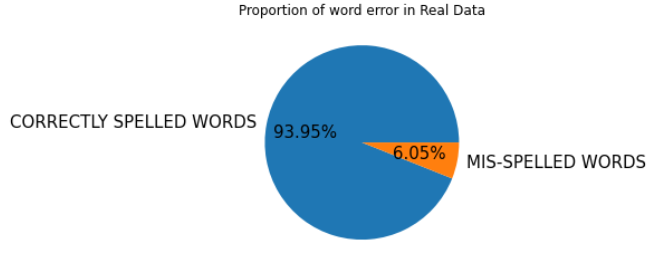 Proportion of word error in Real Data
CORRECTLY SPELLED WORDS
93.95%
6.05%
MIS-SPELLED WORDS